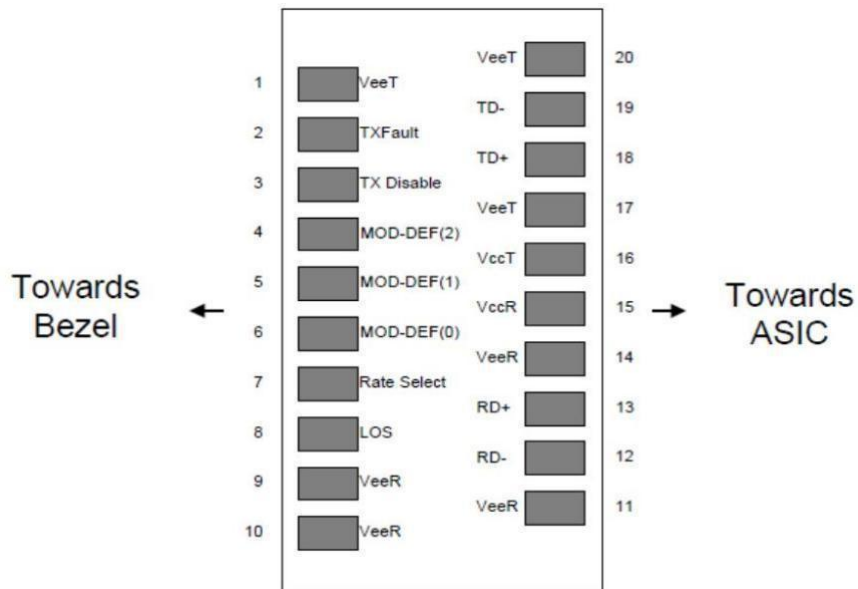 VeeT 20
1 VeeT
TD- 19
2 TXFault
TD+ 18
3 TX Disable
VeeT 17
4 MOD-DEF(2)
VccT 16
5 MOD-DEF(1)
Towards
Bezel
VccR 15
Towards
ASIC
6 MOD-DEF(0)
VeeR 14
7 Rate Select
RD+ 13
8 LOS
RD- 12
9 VeeR
VeeR 11
10 VeeR